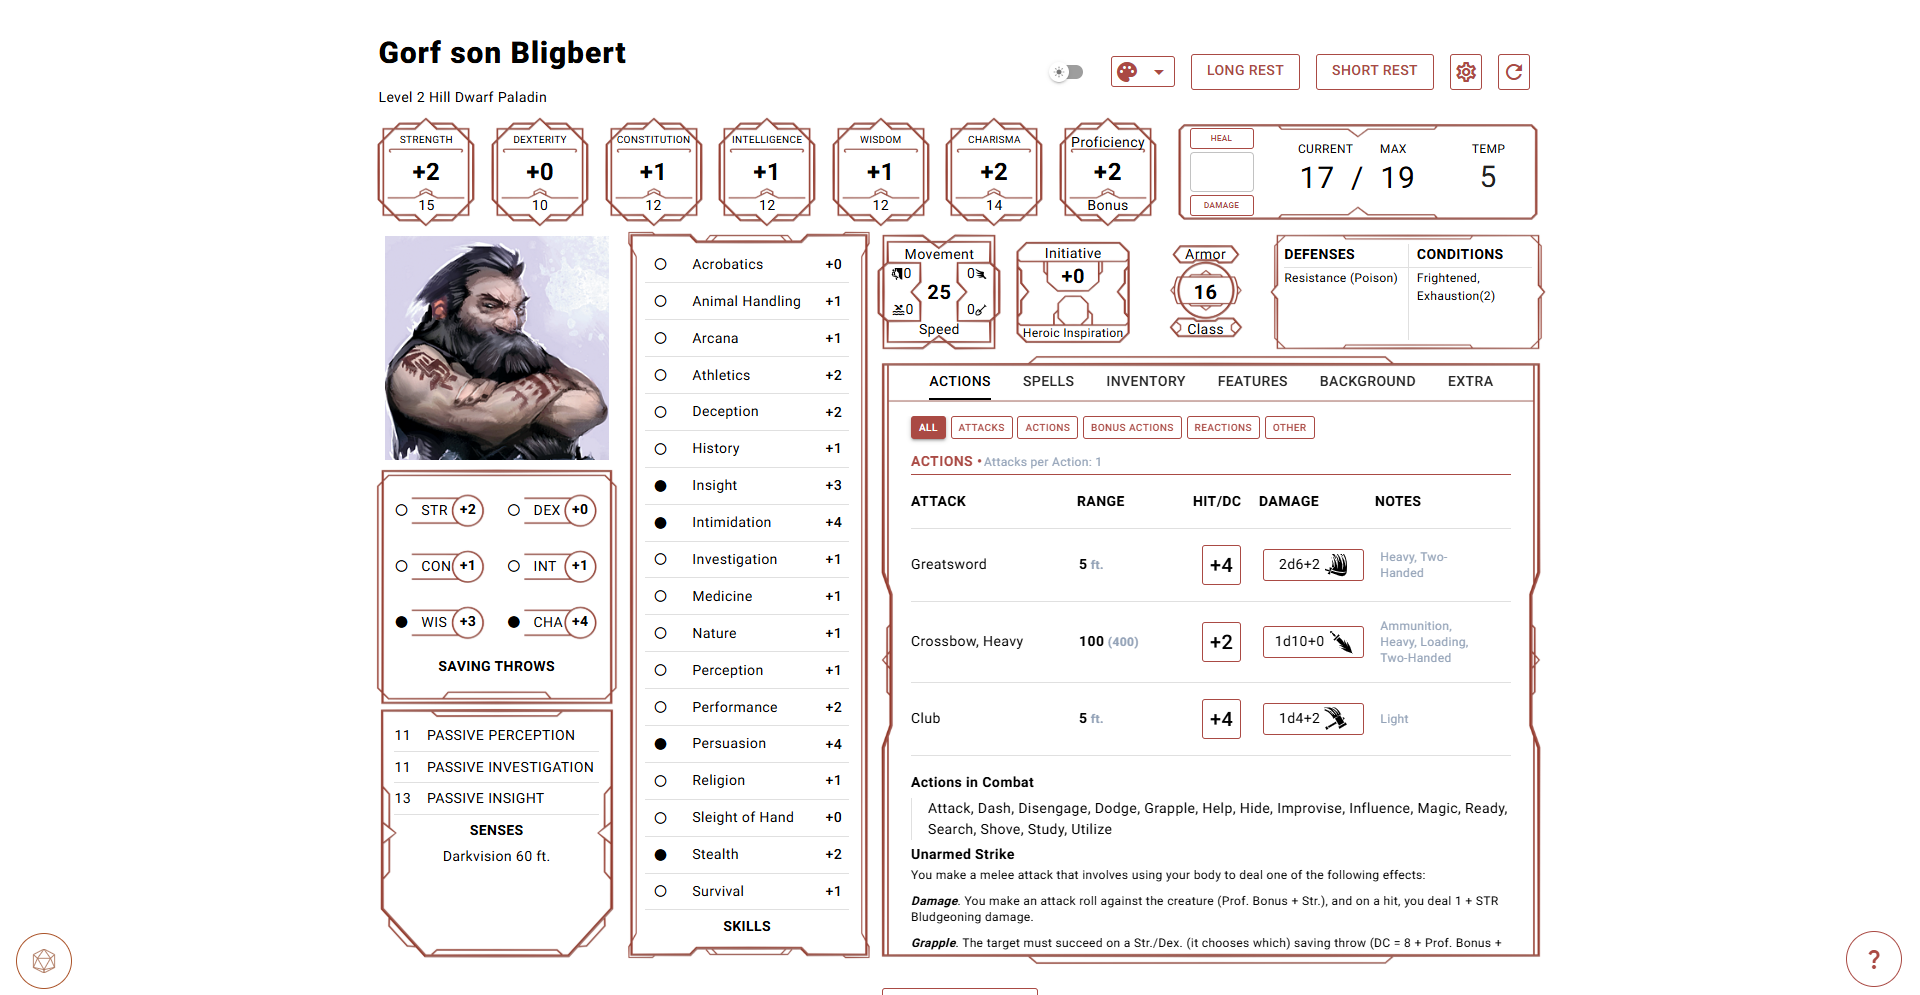 Gorf son Bligbert
Level 2 Hill Dwarf Paladin
LONG REST
SHORT REST
STRENGTH
+2
15
DEXTERITY
+0
10
CONSTITUTION
+1
12
INTELLIGENCE
+1
12
WISDOM
+1
12
CHARISMA
+2
14
Proficiency
+2
Bonus
HEAL
DAMAGE
CURRENT MAX TEMP
17 / 19 5
STR +2 DEX +0
CON +1 INT +1
WIS +3 CHA +4
SAVING THROWS
11 PASSIVE PERCEPTION
11 PASSIVE INVESTIGATION
13 PASSIVE INSIGHT
SENSES
Darkvision 60 ft.
Acrobatics +0
Animal Handling +1
Arcana +1
Athletics +2
Deception +2
History +1
Insight +3
Intimidation +4
Investigation +1
Medicine +1
Nature +1
Perception +1
Performance +2
Persuasion +4
Religion +1
Sleight of Hand +0
Stealth +2
Survival +1
SKILLS
Movement
0 0
25
0 0
Speed
Initiative
+0
Heroic Inspiration
Armor
16
Class
DEFENSES
Resistance (Poison)
CONDITIONS
Frightened,
Exhaustion(2)
ACTIONS SPELLS INVENTORY FEATURES BACKGROUND EXTRA
ALL ATTACKS ACTIONS BONUS ACTIONS REACTIONS OTHER
ACTIONS • Attacks per Action: 1
ATTACK RANGE HIT/DC DAMAGE NOTES
Greatsword 5 ft. +4 2d6+2 Heavy, Two-
Handed
Crossbow, Heavy 100 (400) +2 1d10+0 Ammunition,
Heavy, Loading,
Two-Handed
Club 5 ft. +4 1d4+2 Light
Actions in Combat
Attack, Dash, Disengage, Dodge, Grapple, Help, Hide, Improvise, Influence, Magic, Ready,
Search, Shove, Study, Utilize
Unarmed Strike
You make a melee attack that involves using your body to deal one of the following effects:
Damage. You make an attack roll against the creature (Prof. Bonus + Str.), and on a hit, you deal 1 + STR
Bludgeoning damage.
Grapple. The target must succeed on a Str./Dex. (it chooses which) saving throw (DC = 8 + Prof. Bonus +
?